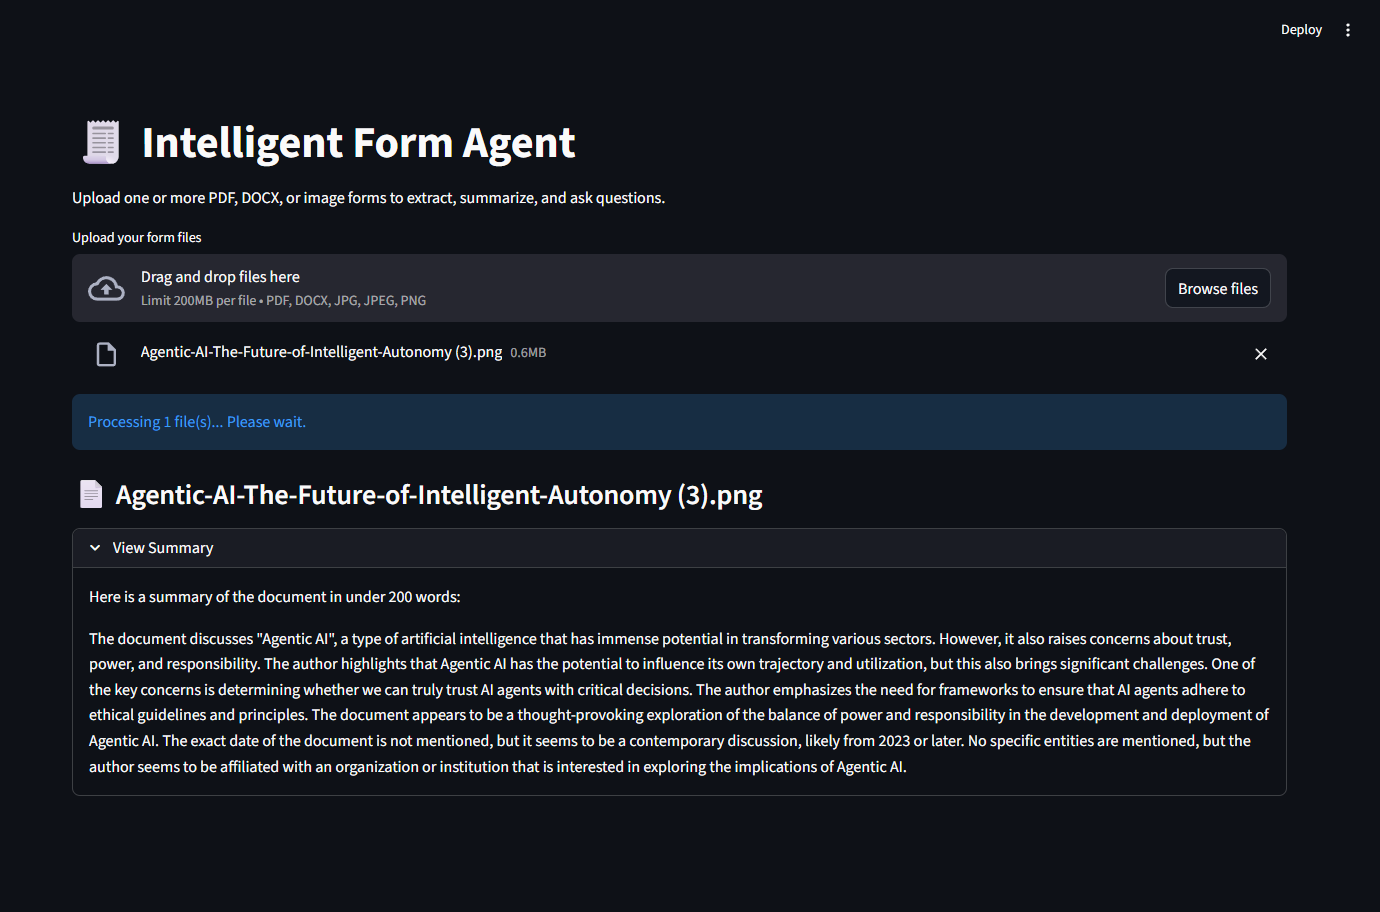 Deploy
Intelligent Form Agent
Upload one or more PDF, DOCX, or image forms to extract, summarize, and ask questions.
Upload your form files
Drag and drop files here
Limit 200MB per file • PDF, DOCX, JPG, JPEG, PNG
Browse files
Agentic-AI-The-Future-of-Intelligent-Autonomy (3).png 0.6MB
Processing 1 file(s)... Please wait.
Agentic-AI-The-Future-of-Intelligent-Autonomy (3).png
View Summary
Here is a summary of the document in under 200 words:
The document discusses "Agentic AI", a type of artificial intelligence that has immense potential in transforming various sectors. However, it also raises concerns about trust,
power, and responsibility. The author highlights that Agentic AI has the potential to influence its own trajectory and utilization, but this also brings significant challenges. One of
the key concerns is determining whether we can truly trust AI agents with critical decisions. The author emphasizes the need for frameworks to ensure that AI agents adhere to
ethical guidelines and principles. The document appears to be a thought-provoking exploration of the balance of power and responsibility in the development and deployment of
Agentic AI. The exact date of the document is not mentioned, but it seems to be a contemporary discussion, likely from 2023 or later. No specific entities are mentioned, but the
author seems to be affiliated with an organization or institution that is interested in exploring the implications of Agentic AI.